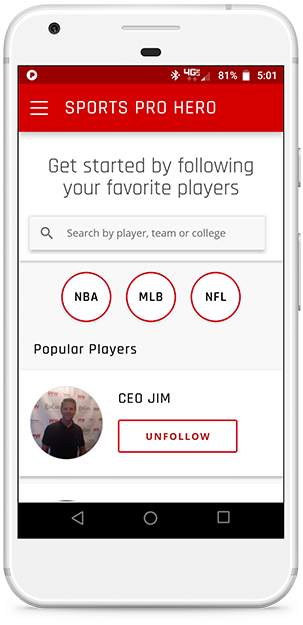 4G 81% 5:01
SPORTS PRO HERO
Get started by following
your favorite players
Search by player, team or college
NBA MLB NFL
Popular Players
CEO JIM
UNFOLLOW